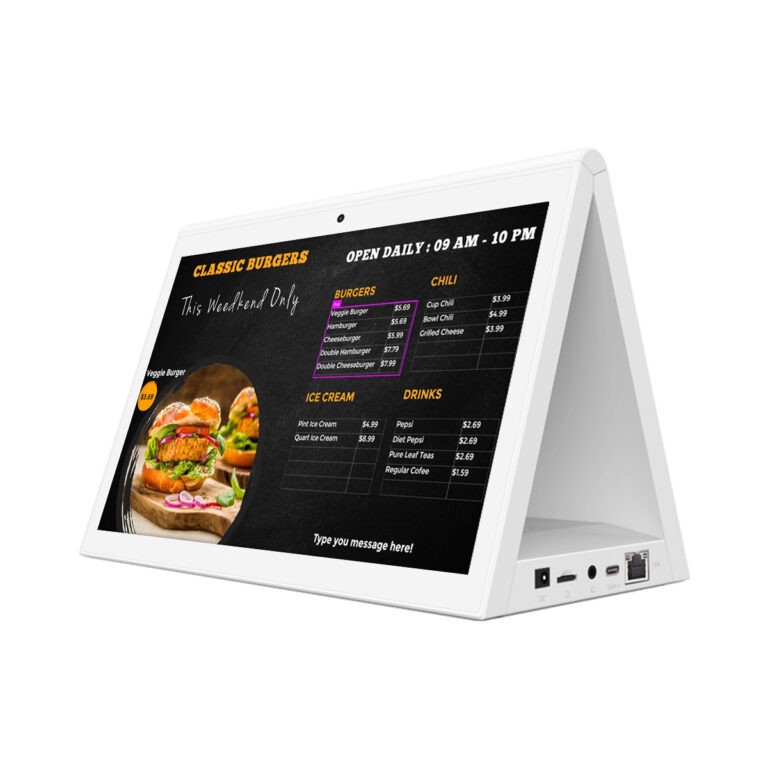 CLASSIC BURGERS
OPEN DAILY : 09 AM - 10 PM
This Weedkend Only
Veggie Burger
$5.69
BURGERS
Veggie Burger $5.69
Hamburger $5.69
Cheeseburger $5.99
Double Hamburger $7.79
Double Cheeseburger $7.99
CHILI
Cup Chili $3.99
Bowl Chili $4.99
Grilled Cheese $3.99
ICE CREAM
Pint Ice Cream $4.99
Quart Ice Cream $8.99
DRINKS
Pepsi $2.69
Diet Pepsi $2.69
Pure Leaf Teas $2.69
Regular Cofee $1.59
Type you message here!
DC